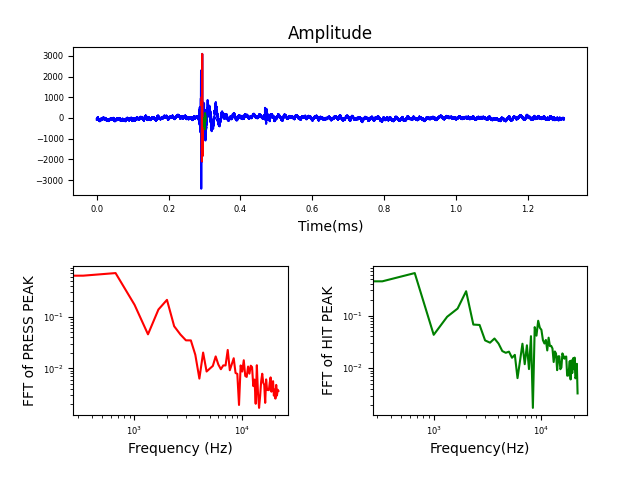 Amplitude
3000
2000
1000
0
−1000
−2000
−3000
0.0 0.2 0.4 0.6 0.8 1.0 1.2
Time(ms)
FFT of PRESS PEAK
10⁻¹
10⁻²
10³ 10⁴
Frequency (Hz)
FFT of HIT PEAK
10⁻¹
10⁻²
10³ 10⁴
Frequency(Hz)